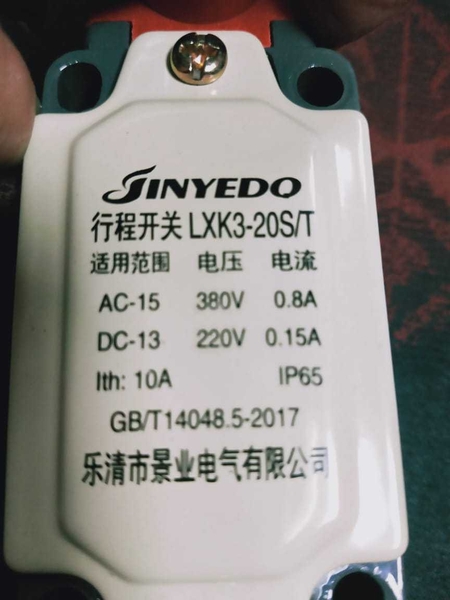 JINYEDO
行程开关 LXK3-20S/T
适用范围 电压 电流
AC-15 380V 0.8A
DC-13 220V 0.15A
Ith: 10A IP65
GB/T14048.5-2017
乐清市景业电气有限公司